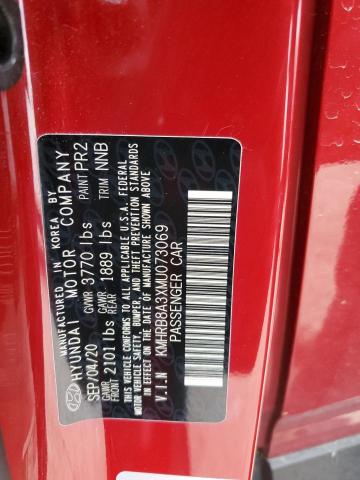 MANUFACTURED IN KOREA BY
HYUNDAI MOTOR COMPANY
SEP/04/20 GVWR 3770 lbs PAINT PR2
GAWR FRONT 2101 lbs GAWR REAR 1889 lbs TRIM NNB
THIS VEHICLE CONFORMS TO ALL APPLICABLE U.S.A. FEDERAL
MOTOR VEHICLE SAFETY, BUMPER, AND THEFT PREVENTION
STANDARDS IN EFFECT ON THE DATE OF MANUFACTURE SHOWN ABOVE
V.I.N KMHRB8A3XMU073069
PASSENGER CAR